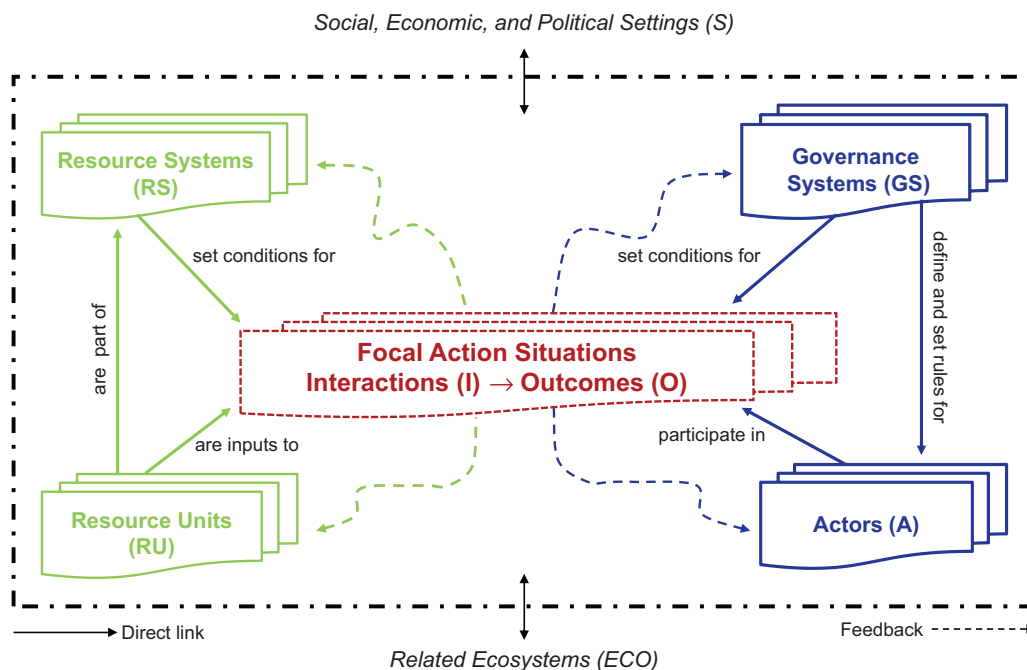 Social, Economic, and Political Settings (S)
Resource Systems
(RS)
Governance
Systems (GS)
set conditions for
set conditions for
are part of
define and set rules for
Focal Action Situations
Interactions (I) → Outcomes (O)
are inputs to
participate in
Resource Units
(RU)
Actors (A)
Direct link
Feedback
Related Ecosystems (ECO)